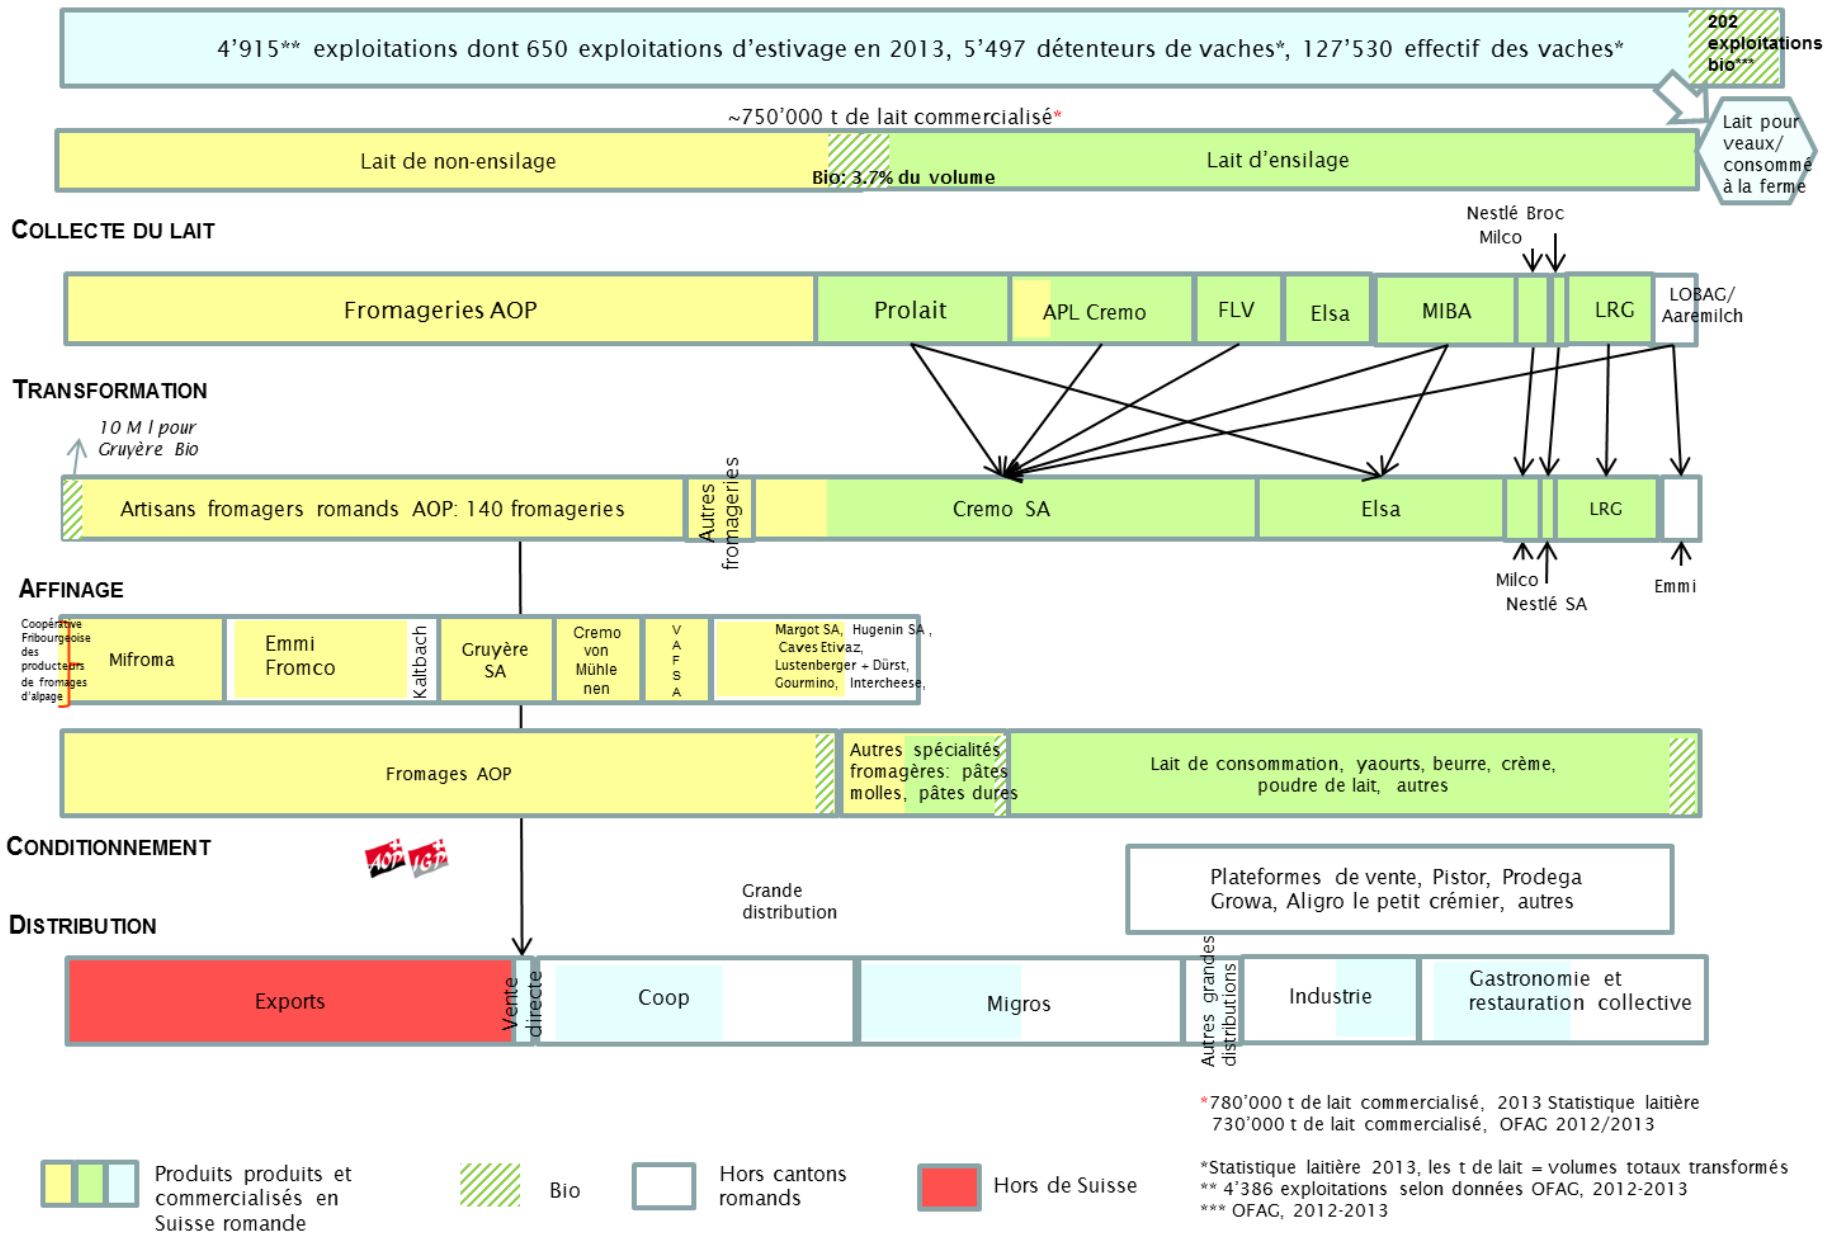 4’915** exploitations dont 650 exploitations d’estivage en 2013, 5’497 détenteurs de vaches*, 127’530 effectif des vaches*
202
exploitations
bio***
~750’000 t de lait commercialisé*
Lait de non-ensilage
Bio: 3.7% du volume
Lait d’ensilage
Lait pour
veaux/
consommé
à la ferme
COLLECTE DU LAIT
Nestlé Broc
Milco
Fromageries AOP
Prolait
APL Cremo
FLV
Elsa
MIBA
LRG
LOBAG/
Aaremilch
TRANSFORMATION
10 M l pour
Gruyère Bio
Artisans fromagers romands AOP: 140 fromageries
Autres
fromageries
Cremo SA
Elsa
LRG
Milco
Nestlé SA
Emmi
AFFINAGE
Coopérative
Fribourgeoise
des
producteurs
de fromages
d’alpage
Mifroma
Emmi
Fromco
Kaltbach
Gruyère
SA
Cremo
von
Mühle
nen
V
A
F
S
A
Margot SA, Hugenin SA ,
Caves Etivaz,
Lustenberger + Dürst,
Gourmino, Intercheese,
Fromages AOP
Autres spécialités
fromagères: pâtes
molles, pâtes dures
Lait de consommation, yaourts, beurre, crème,
poudre de lait, autres
CONDITIONNEMENT
AOP IGP
Plateformes de vente, Pistor, Prodega
Growa, Aligro le petit crémier, autres
Grande
distribution
DISTRIBUTION
Exports
Vente
directe
Coop
Migros
Autres grandes
distributions
Industrie
Gastronomie et
restauration collective
*780’000 t de lait commercialisé, 2013 Statistique laitière
730’000 t de lait commercialisé, OFAG 2012/2013
*Statistique laitière 2013, les t de lait = volumes totaux transformés
** 4’386 exploitations selon données OFAG, 2012-2013
*** OFAG, 2012-2013
Produits produits et
commercialisés en
Suisse romande
Bio
Hors cantons
romands
Hors de Suisse